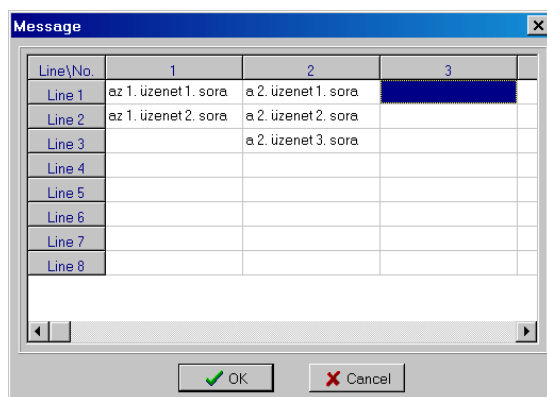 Message
Line\No. 1 2 3
Line 1 az 1. üzenet 1. sora a 2. üzenet 1. sora
Line 2 az 1. üzenet 2. sora a 2. üzenet 2. sora
Line 3 a 2. üzenet 3. sora
Line 4
Line 5
Line 6
Line 7
Line 8
OK Cancel